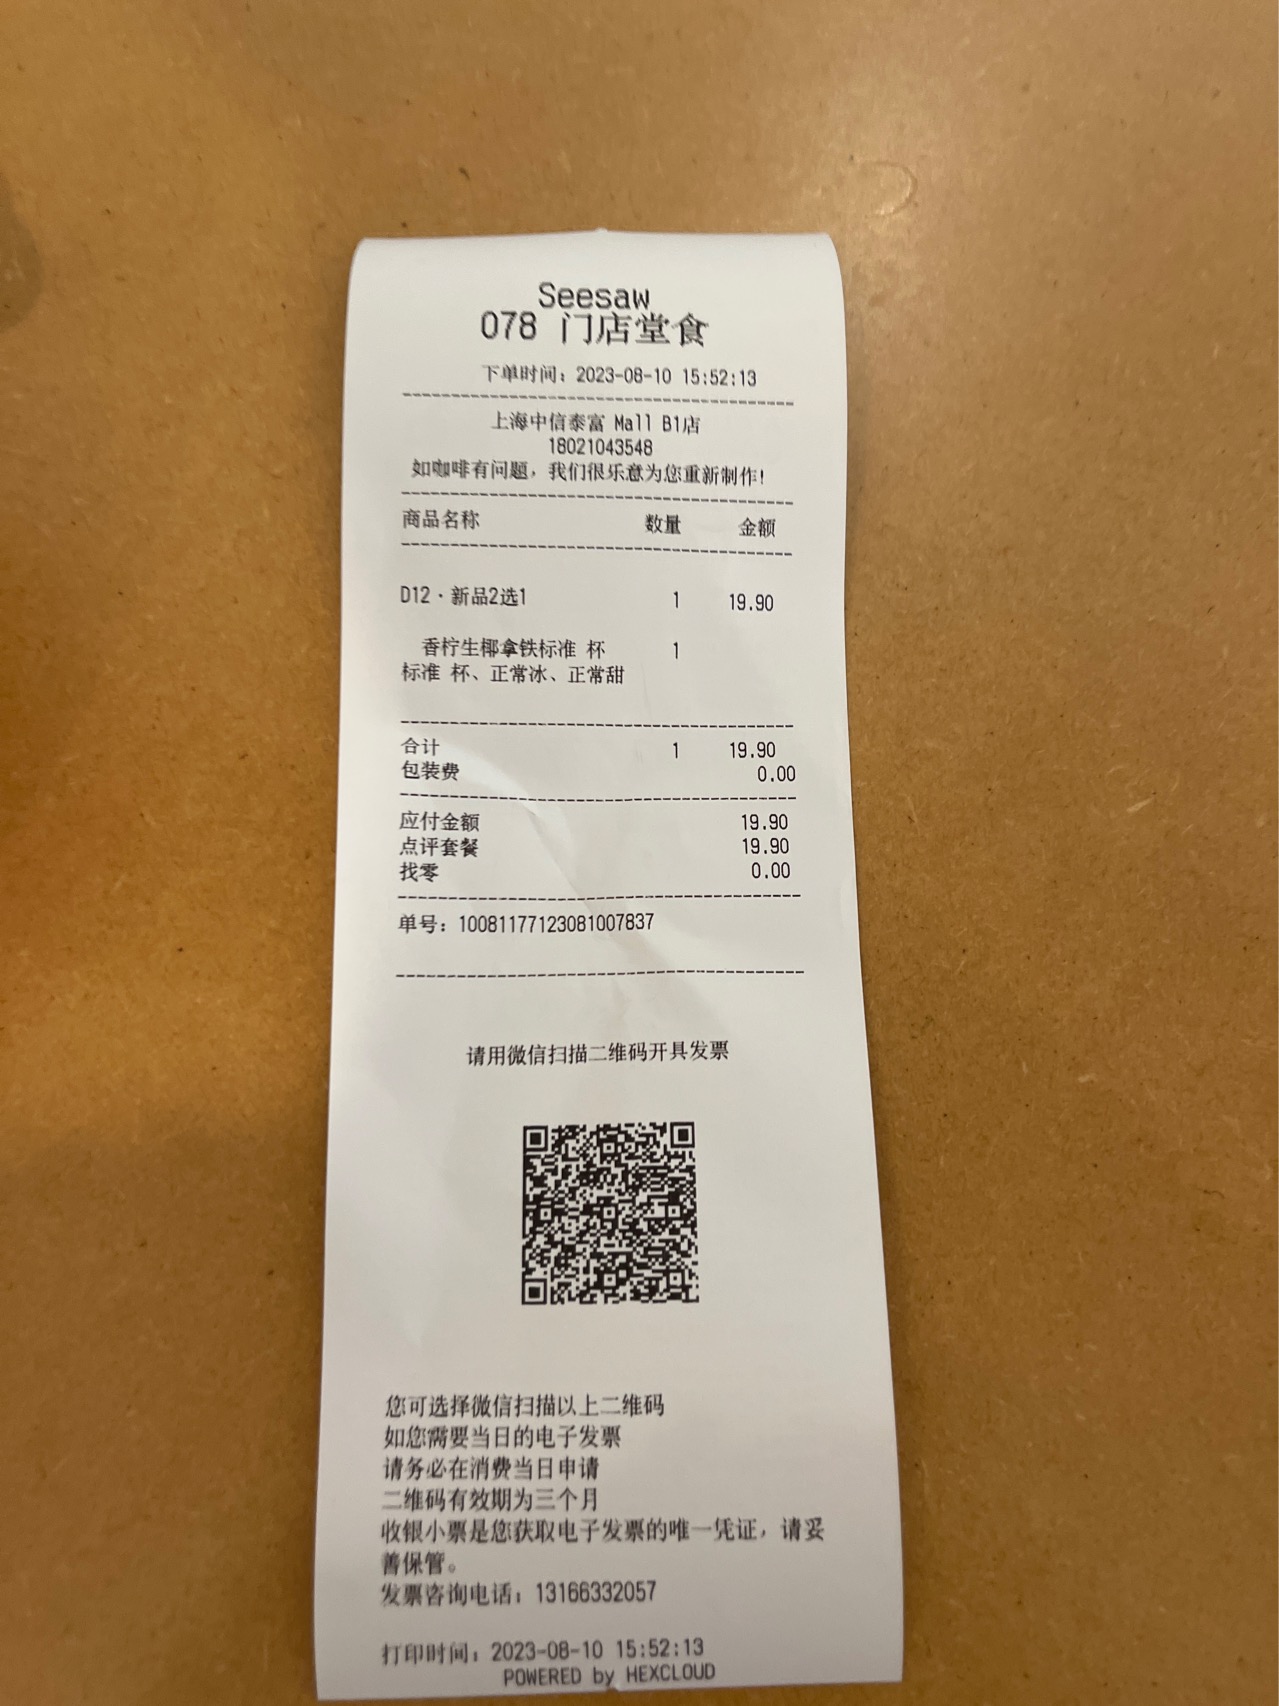 Seesaw
078 门店堂食
下单时间：2023-08-10 15:52:13
上海中信泰富 Mall B1店
18021043548
如咖啡有问题，我们很乐意为您重新制作！
商品名称 数量 金额
D12·新品2选1 1 19.90
香柠生椰拿铁标准 杯 1
标准 杯、正常冰、正常甜
合计 1 19.90
包装费 0.00
应付金额 19.90
点评套餐 19.90
找零 0.00
单号：10081177123081007837
请用微信扫描二维码开具发票
您可选择微信扫描以上二维码
如您需要当日的电子发票
请务必在消费当日申请
二维码有效期为三个月
收银小票是您获取电子发票的唯一凭证，请妥
善保管。
发票咨询电话：13166332057
打印时间：2023-08-10 15:52:13
POWERED by HEXCLOUD